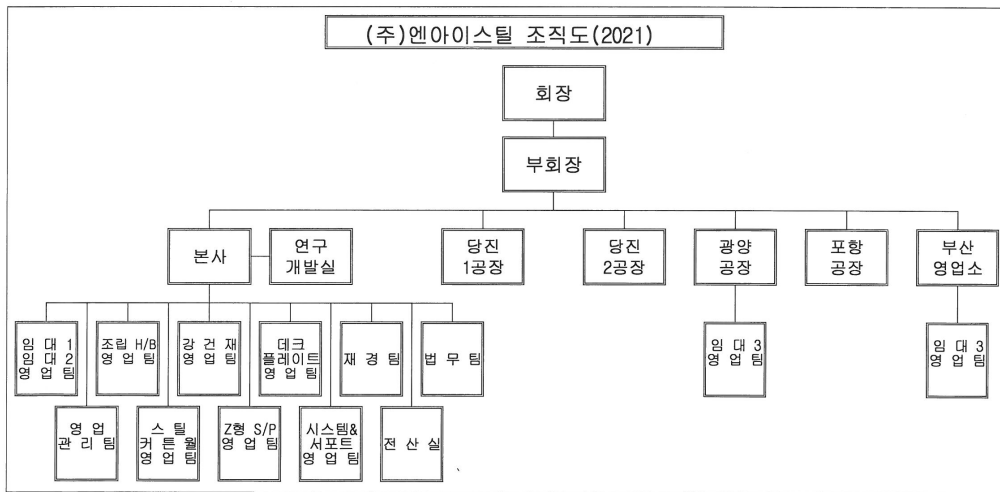 (주)엔아이스틸 조직도(2021)
회장
부회장
본사
연구
개발실
당진
1공장
당진
2공장
광양
공장
포항
공장
부산
영업소
임 대 1
임 대 2
영 업 팀
조립 H/B
영 업 팀
강 건 재
영 업 팀
데크
플레이트
영 업 팀
재 경 팀
법 무 팀
임 대 3
영 업 팀
임 대 3
영 업 팀
영 업
관 리 팀
스 틸
커 튼 월
영 업 팀
Z형 S/P
영 업 팀
시스템&
서포트
영 업 팀
전 산 실